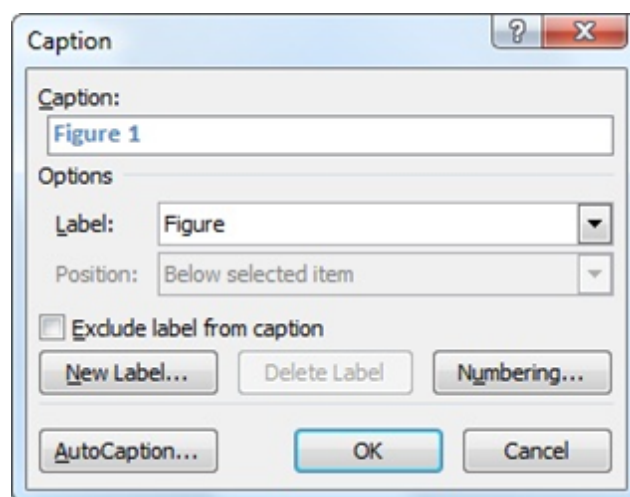 Caption
Caption:
Figure 1
Options
Label: Figure
Position: Below selected item
Exclude label from caption
New Label... Delete Label Numbering...
AutoCaption... OK Cancel